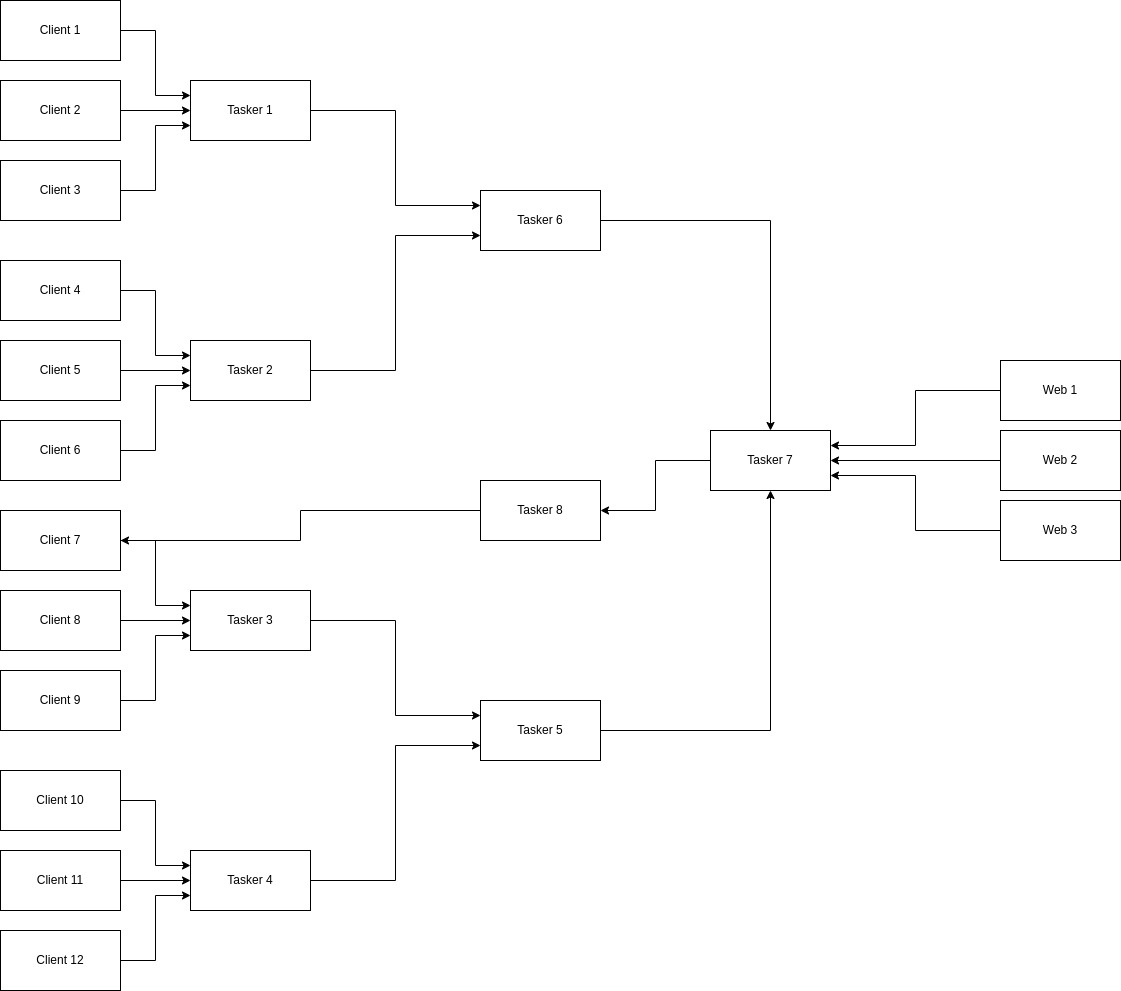 Client 1
Client 2
Tasker 1
Client 3
Tasker 6
Client 4
Client 5
Tasker 2
Client 6
Web 1
Tasker 7
Web 2
Tasker 8
Web 3
Client 7
Client 8
Tasker 3
Client 9
Tasker 5
Client 10
Client 11
Tasker 4
Client 12